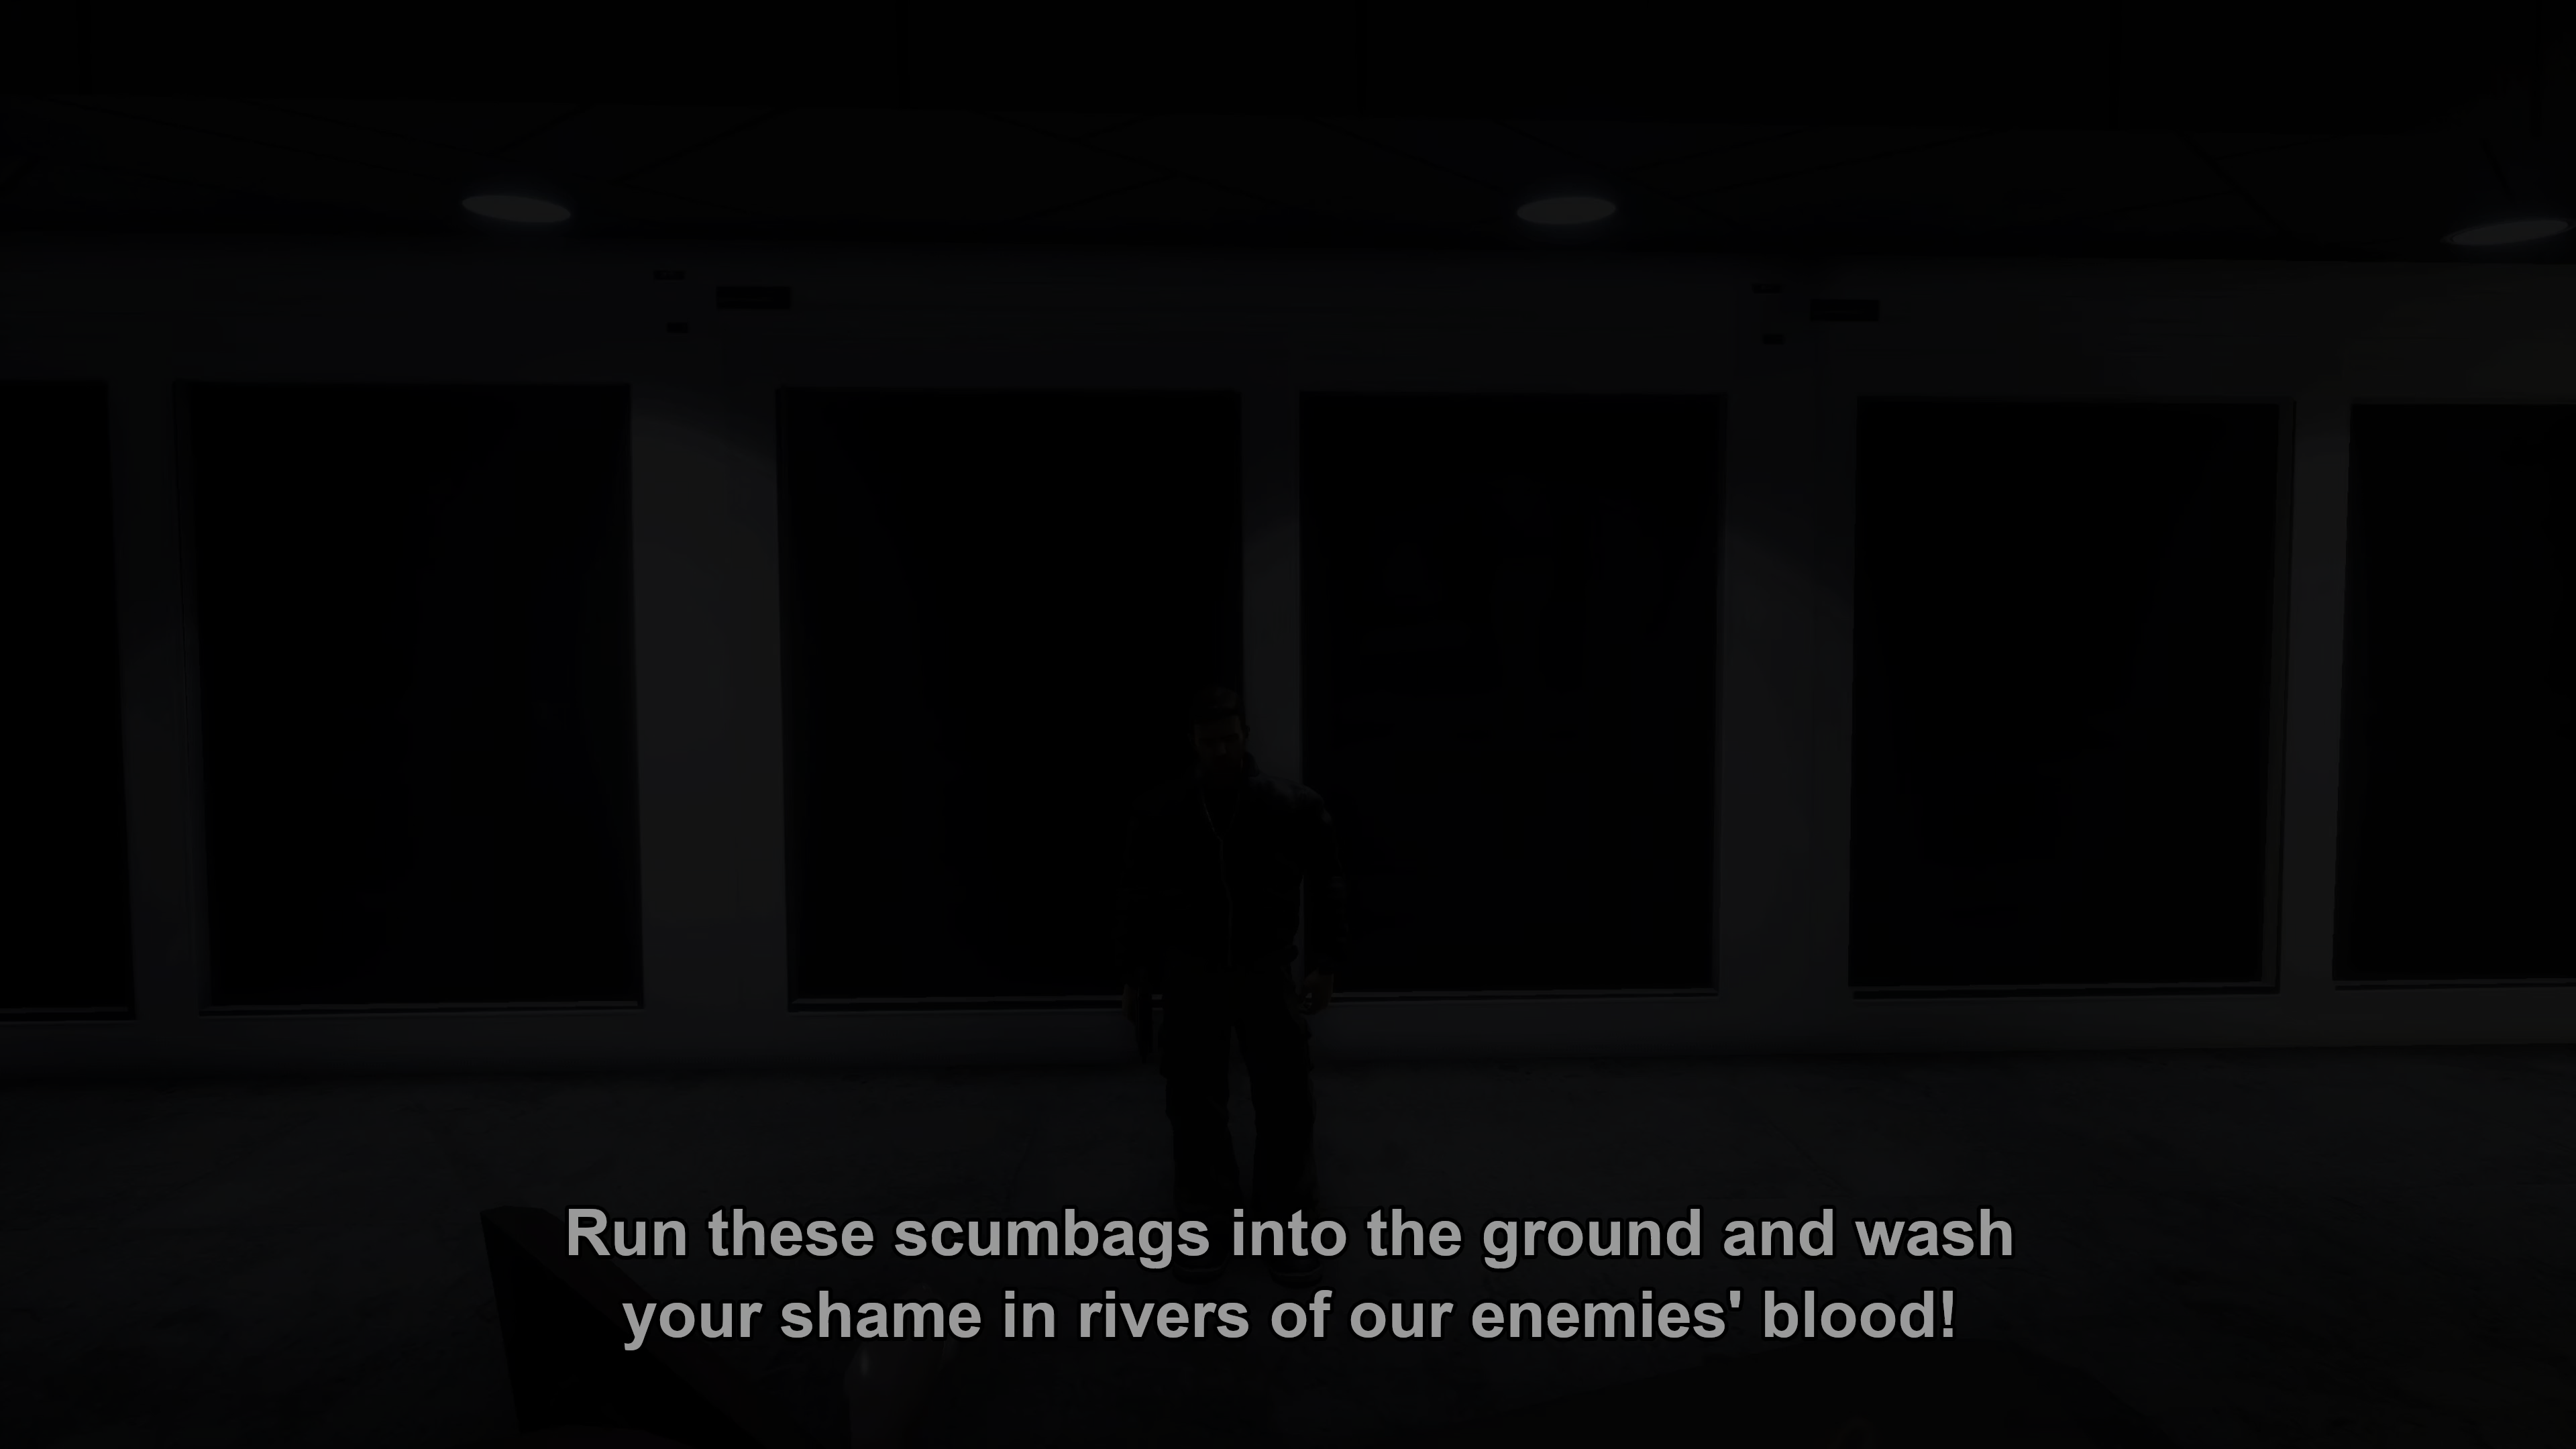 Run these scumbags into the ground and wash
your shame in rivers of our enemies' blood!